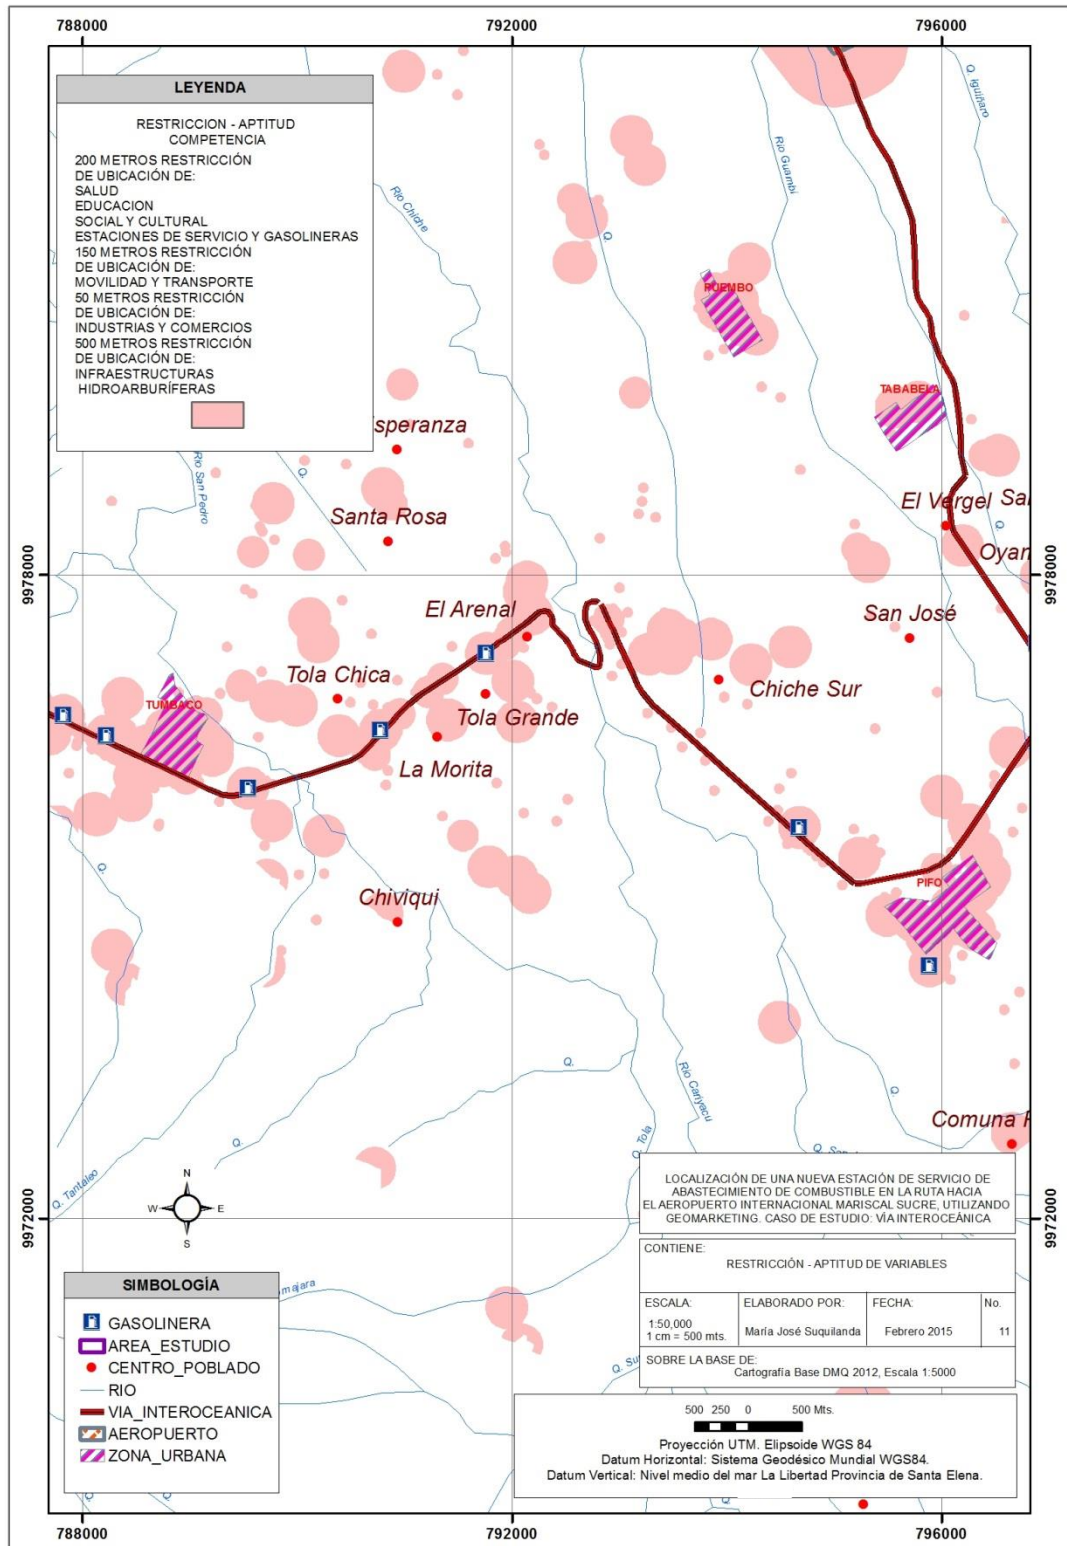 788000
792000
796000
LEYENDA
RESTRICCION - APTITUD
COMPETENCIA
200 METROS RESTRICCIÓN
DE UBICACIÓN DE:
SALUD
EDUCACION
SOCIAL Y CULTURAL
ESTACIONES DE SERVICIO Y GASOLINERAS
150 METROS RESTRICCIÓN
DE UBICACIÓN DE:
MOVILIDAD Y TRANSPORTE
50 METROS RESTRICCIÓN
DE UBICACIÓN DE:
INDUSTRIAS Y COMERCIOS
500 METROS RESTRICCIÓN
DE UBICACIÓN DE:
INFRAESTRUCTURAS
HIDROARBURÍFERAS
Q. Iguiñaro
Rio Guambi
Rio Chiche
Q.
PUEMBO
TABABELA
speranza
Rio San Pedro
Q.
Santa Rosa
El Vergel
Q.
9978000
9978000
El Arenal
San José
Tola Chica
Chiche Sur
TUMBACO
Tola Grande
La Morita
Q.
Chiviqui
PIFO
Q.
Rio Cariyacu
Q.
Q.
Q. Tola
Comuna
Q. Tantaleo
9972000
9972000
N
W
E
S
LOCALIZACIÓN DE UNA NUEVA ESTACIÓN DE SERVICIO DE
ABASTECIMIENTO DE COMBUSTIBLE EN LA RUTA HACIA
EL AEROPUERTO INTERNACIONAL MARISCAL SUCRE, UTILIZANDO
GEOMARKETING. CASO DE ESTUDIO: VÍA INTEROCEÁNICA
CONTIENE:
RESTRICCIÓN - APTITUD DE VARIABLES
ESCALA:
1:50,000
1 cm = 500 mts.
ELABORADO POR:
María José Suquilanda
FECHA:
Febrero 2015
No.
11
SOBRE LA BASE DE:
Cartografía Base DMQ 2012, Escala 1:5000
SIMBOLOGÍA
GASOLINERA
AREA_ESTUDIO
CENTRO_POBLADO
RIO
VIA_INTEROCEANICA
AEROPUERTO
ZONA_URBANA
500 250 0 500 Mts.
Proyección UTM. Elipsoide WGS 84
Datum Horizontal: Sistema Geodésico Mundial WGS84.
Datum Vertical: Nivel medio del mar La Libertad Provincia de Santa Elena.
788000
792000
796000